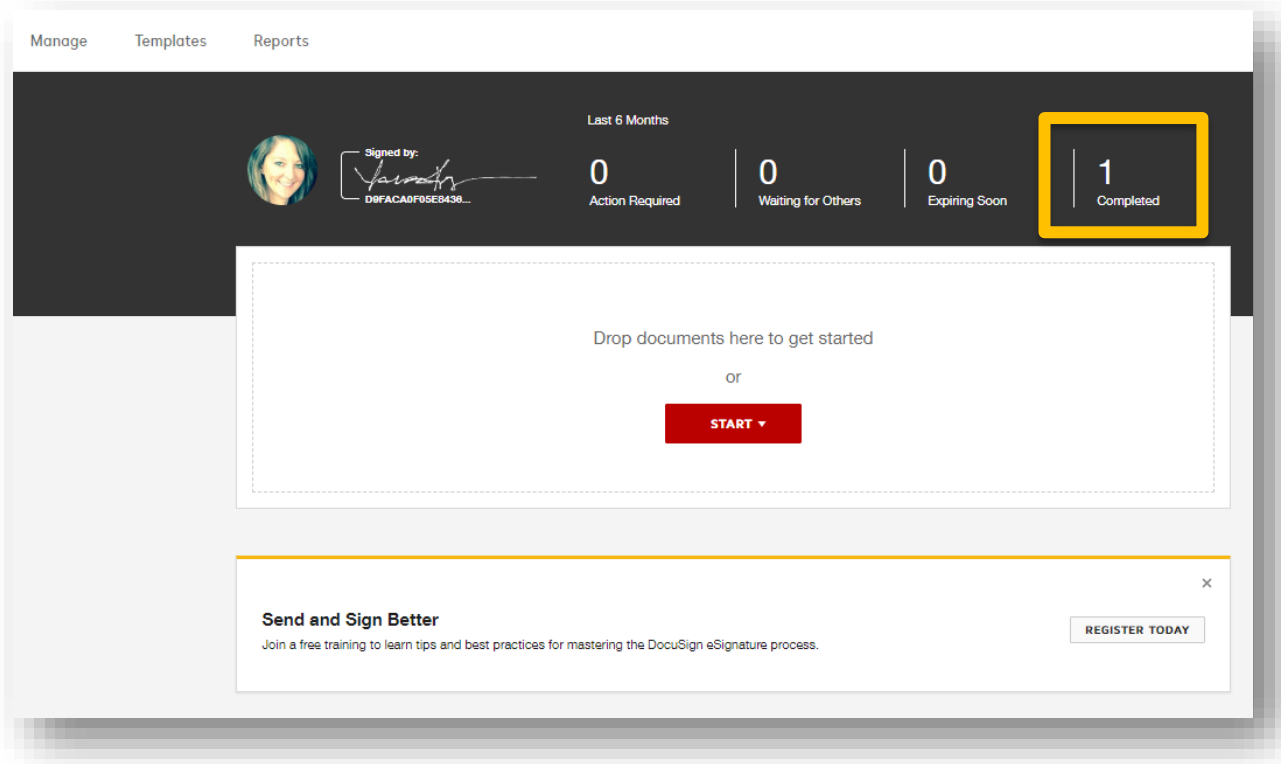 Manage Templates Reports
Last 6 Months
Signed by:
D9FACA0F05E8436...
0 0 0 1
Action Required Waiting for Others Expiring Soon Completed
Drop documents here to get started
or
START
Send and Sign Better
Join a free training to learn tips and best practices for mastering the DocuSign eSignature process.
REGISTER TODAY